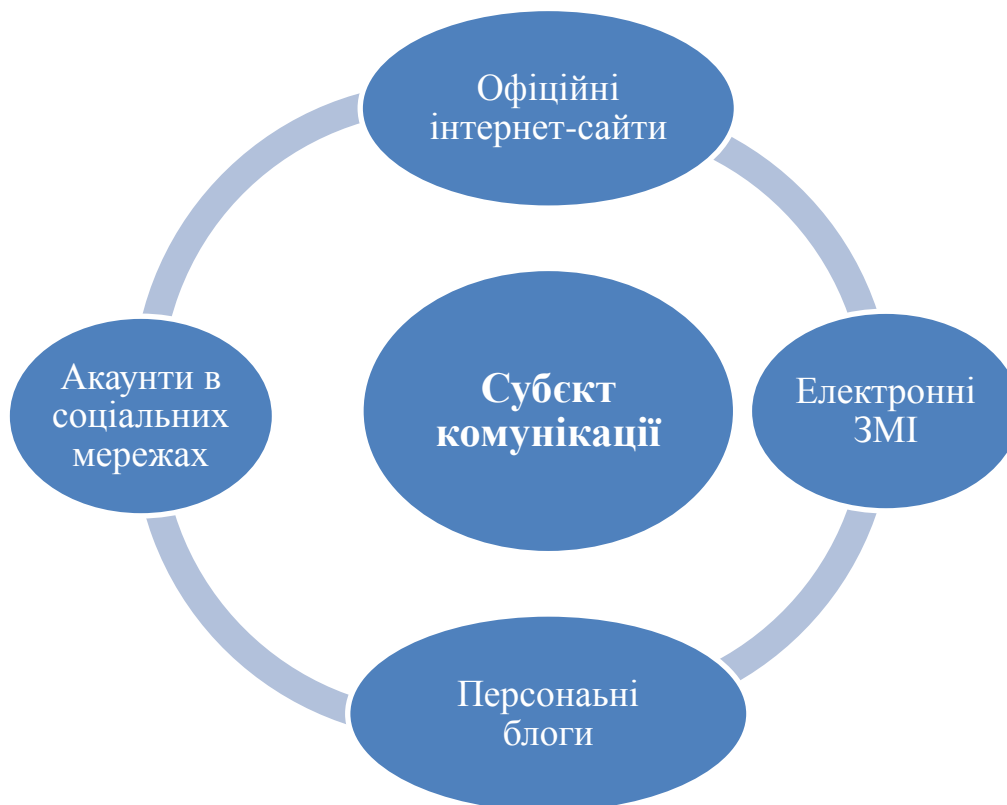 Офіційні
інтернет-сайти
Акаунти в
соціальних
мережах
Субєкт
комунікації
Електронні
ЗМІ
Персонаьні
блоги